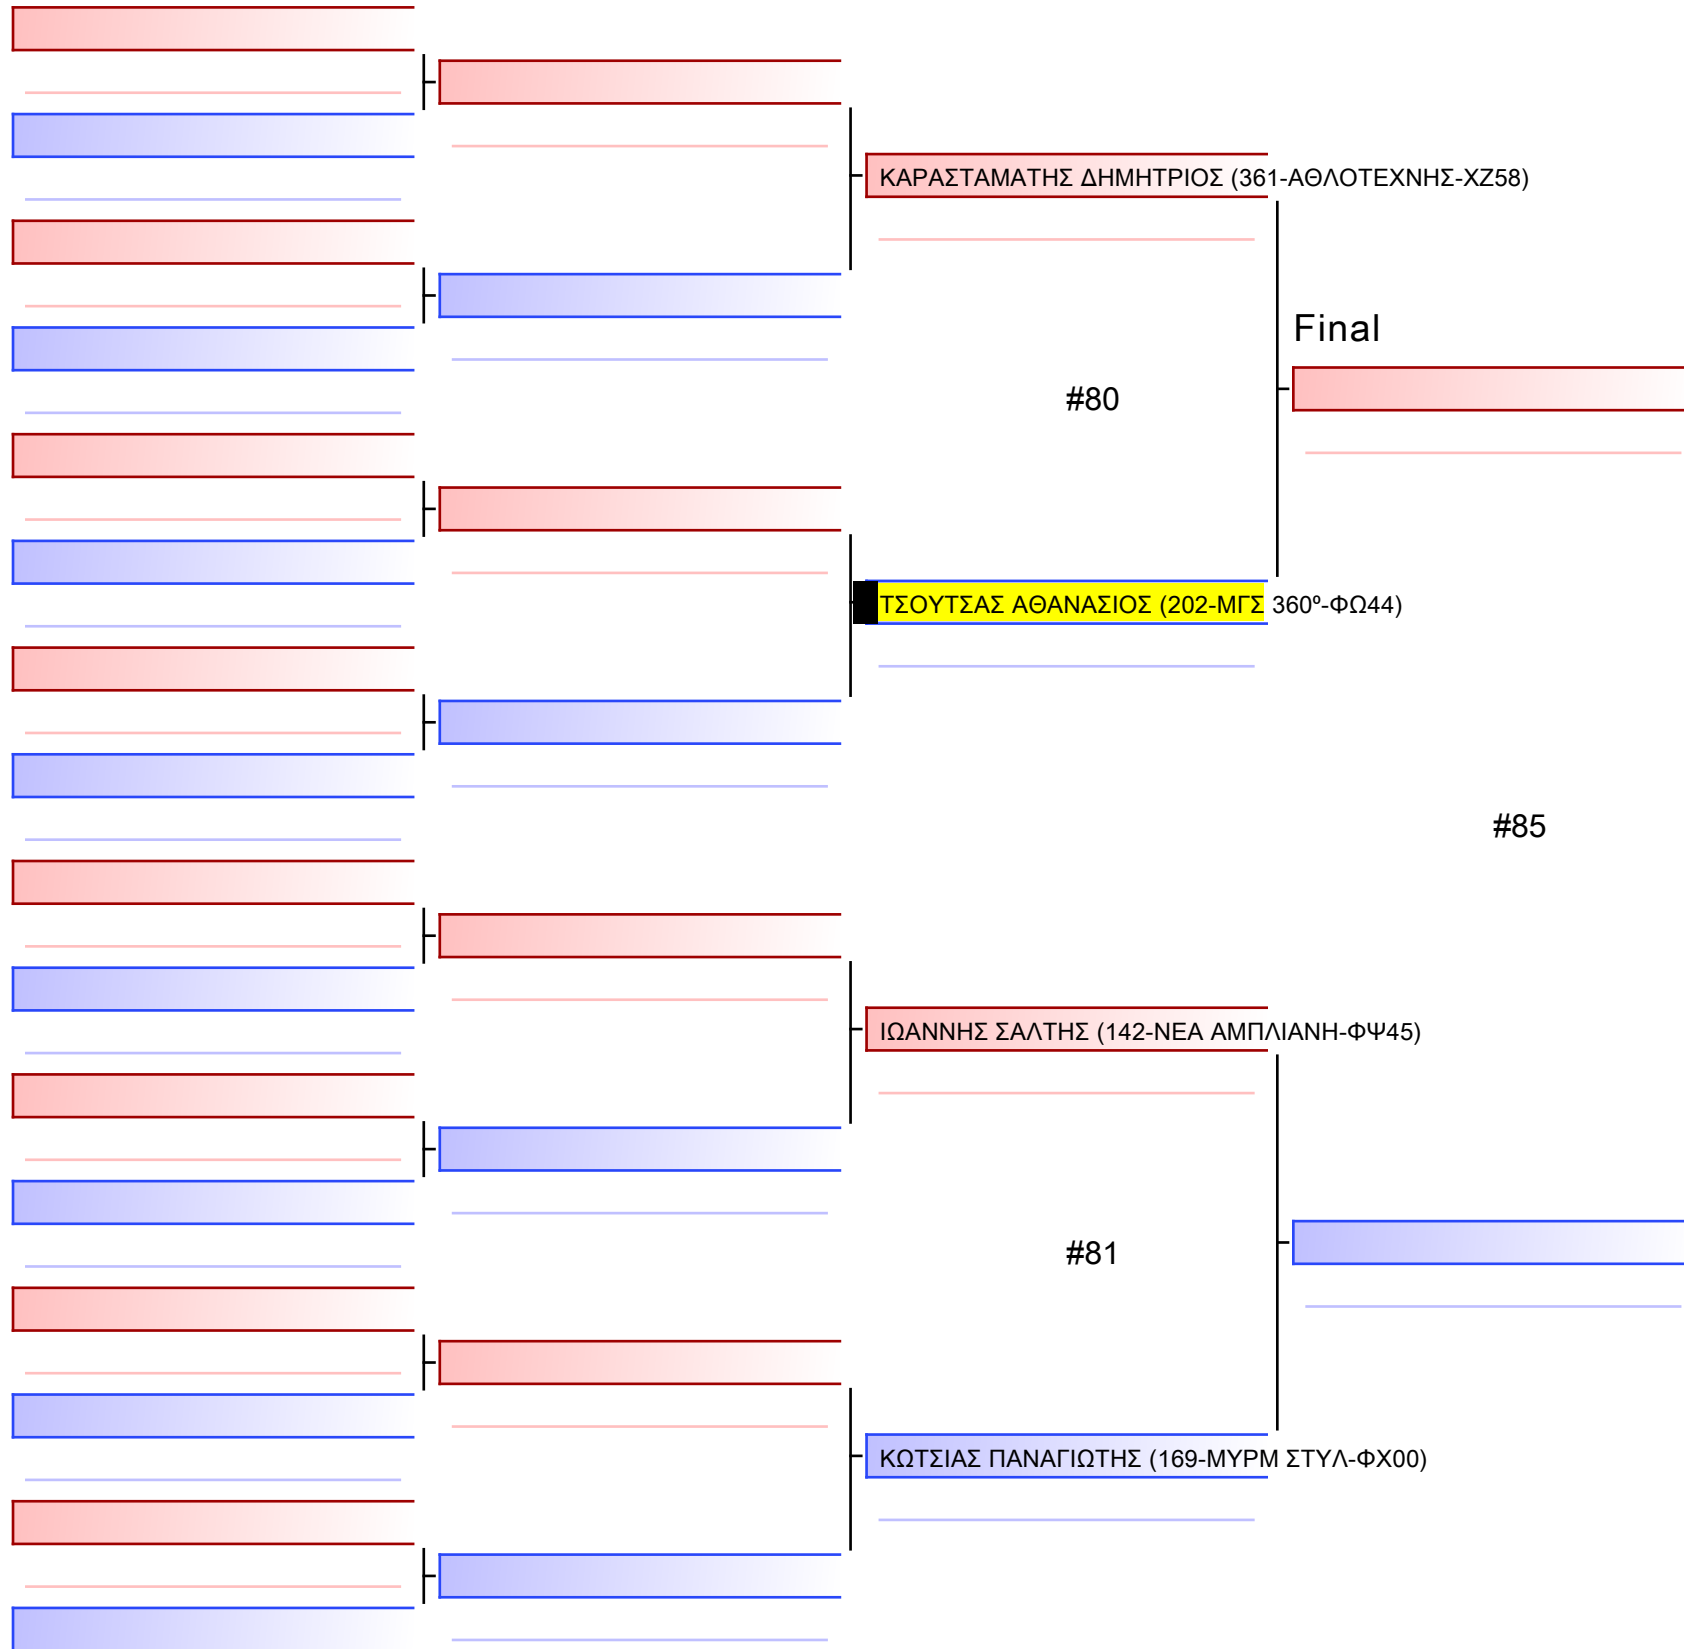 ΚΑΡΑΣΤΑΜΑΤΗΣ ΔΗΜΗΤΡΙΟΣ (361-ΑΘΛΟΤΕΧΝΗΣ-ΧΖ58)
Final
#80
ΤΣΟΥΤΣΑΣ ΑΘΑΝΑΣΙΟΣ (202-ΜΓΣ 360º-ΦΩ44)
#85
ΙΩΑΝΝΗΣ ΣΑΛΤΗΣ (142-ΝΕΑ ΑΜΠΛΙΑΝΗ-ΦΨ45)
#81
ΚΩΤΣΙΑΣ ΠΑΝΑΓΙΩΤΗΣ (169-ΜΥΡΜ ΣΤΥΛ-ΦΧ00)